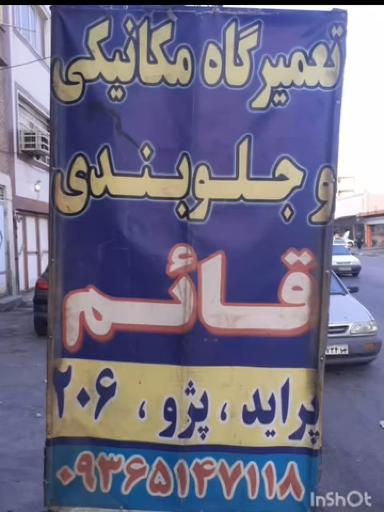 تعمیرگاه مکانیکی
و جلوبندی
قائم
پراید، پژو، ۲۰۶
۰۹۳۶۵۱۴۷۱۱۸
InShOt